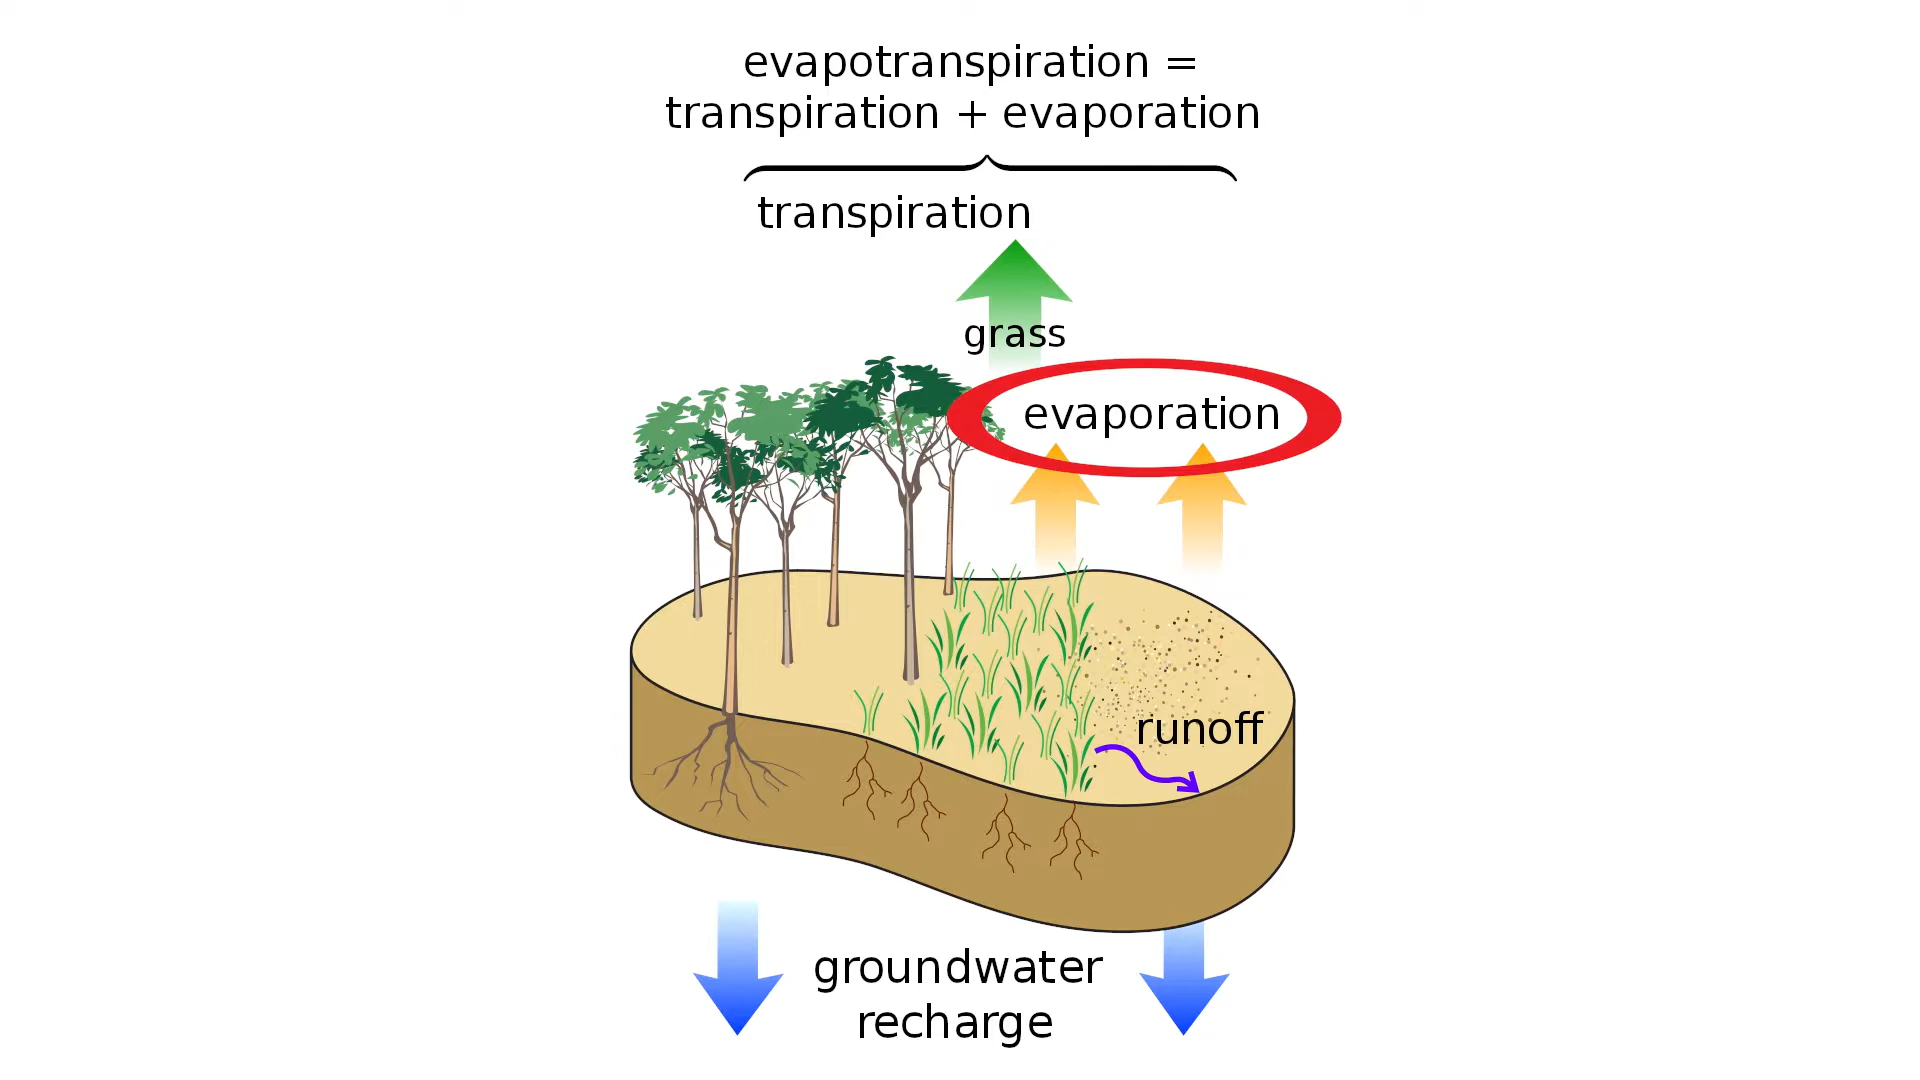 evapotranspiration =
transpiration + evaporation
transpiration
grass
evaporation
runoff
groundwater
recharge